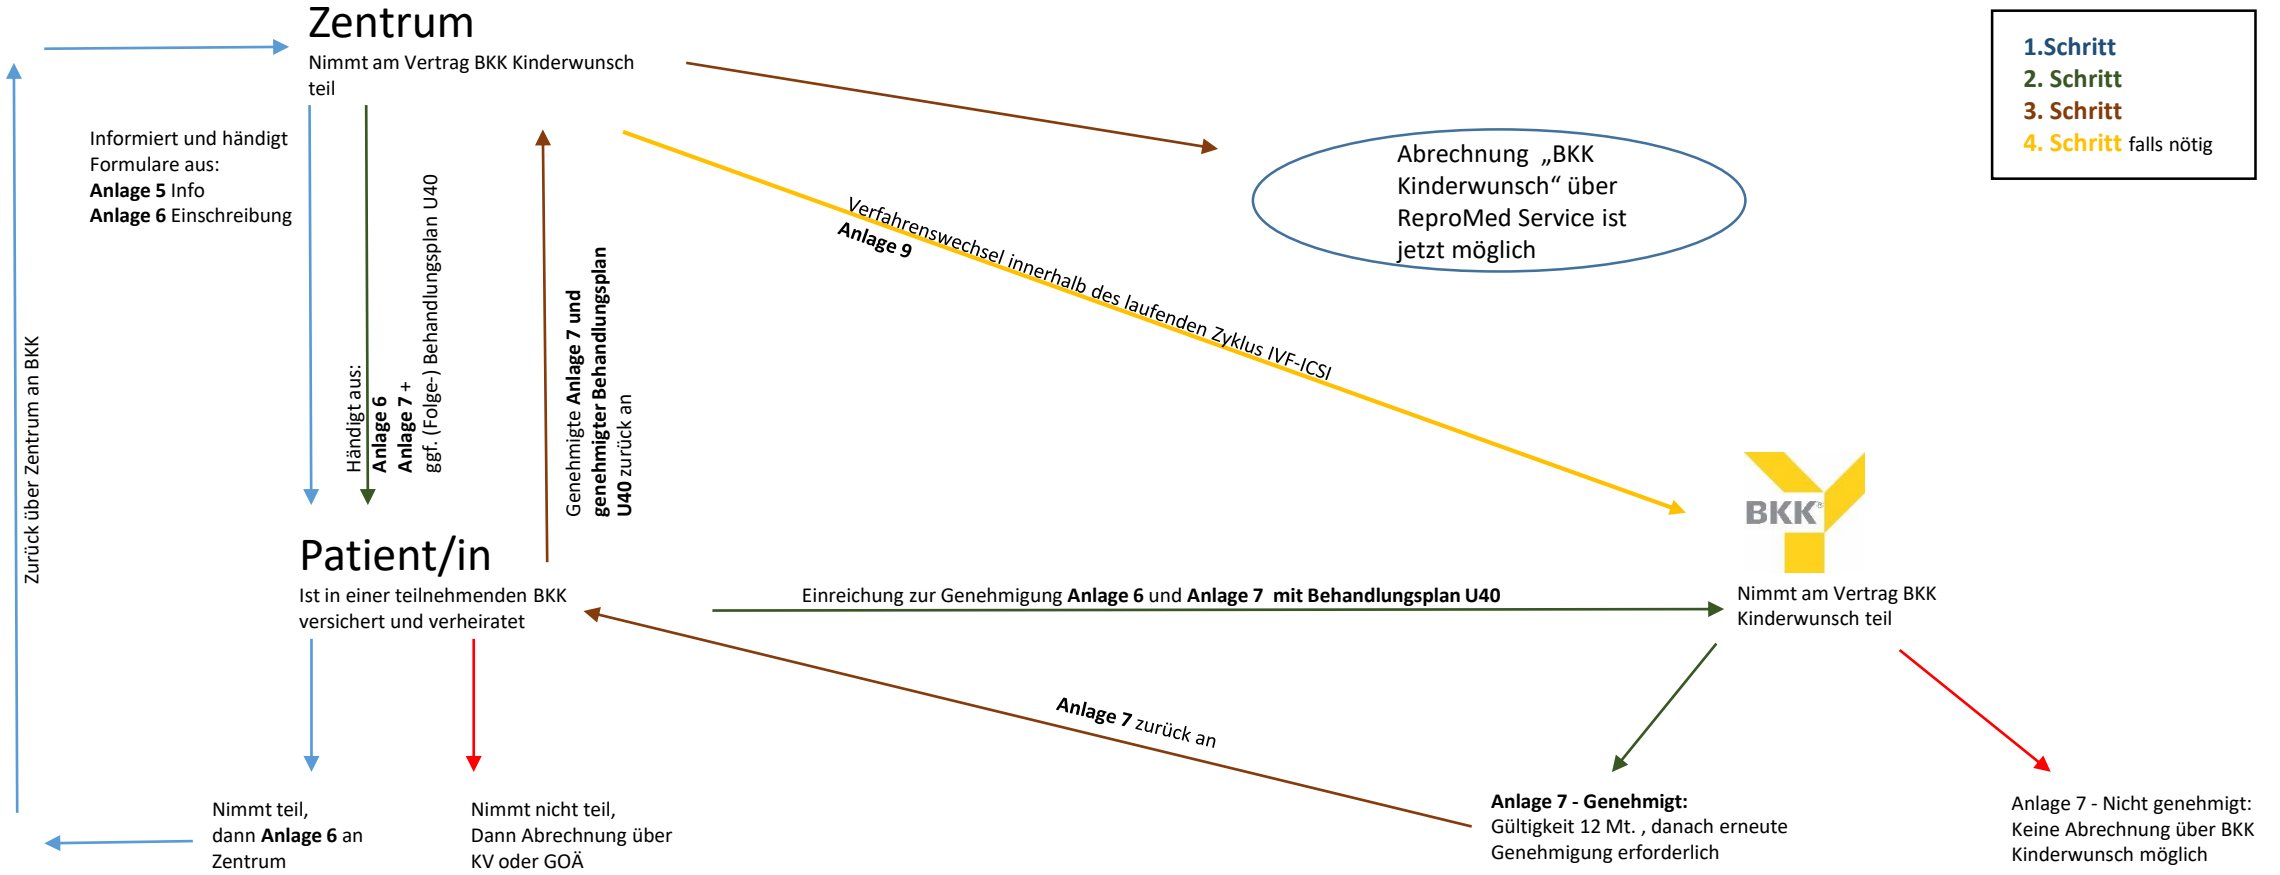 Zentrum
Nimmt am Vertrag BKK Kinderwunsch
teil
1.Schritt
2. Schritt
3. Schritt
4. Schritt falls nötig
Informiert und händigt
Formulare aus:
Anlage 5 Info
Anlage 6 Einschreibung
Abrechnung „BKK
Kinderwunsch“ über
ReproMed Service ist
jetzt möglich
Verfahrenswechsel innerhalb des laufenden Zyklus IVF-ICSI
Anlage 9
Zurück über Zentrum an BKK
Händigt aus:
Anlage 6
Anlage 7 +
ggf. (Folge-) Behandlungsplan U40
Genehmigte Anlage 7 und
genehmigter Behandlungsplan
U40 zurück an
BKK®
Patient/in
Ist in einer teilnehmenden BKK
versichert und verheiratet
Einreichung zur Genehmigung Anlage 6 und Anlage 7 mit Behandlungsplan U40
Nimmt am Vertrag BKK
Kinderwunsch teil
Anlage 7 zurück an
Nimmt teil,
dann Anlage 6 an
Zentrum
Nimmt nicht teil,
Dann Abrechnung über
KV oder GOÄ
Anlage 7 - Genehmigt:
Gültigkeit 12 Mt. , danach erneute
Genehmigung erforderlich
Anlage 7 - Nicht genehmigt:
Keine Abrechnung über BKK
Kinderwunsch möglich